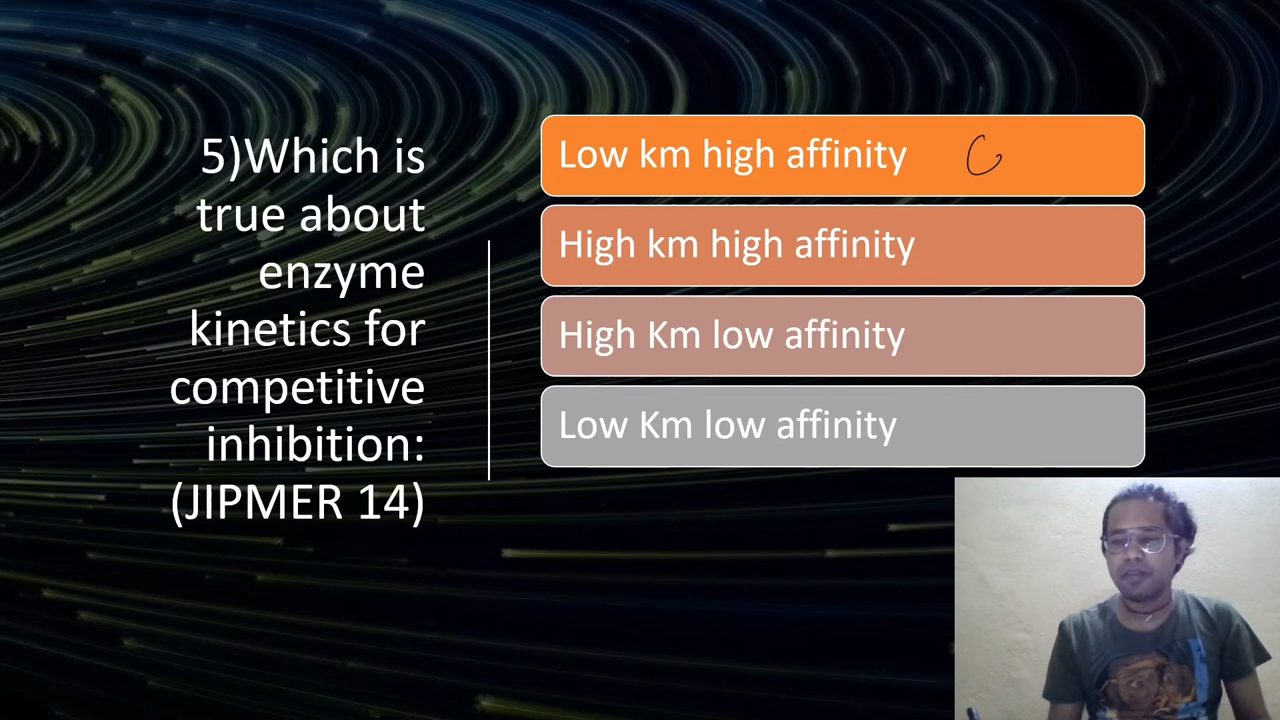 5)Which is
true about
enzyme
kinetics for
competitive
inhibition:
(JIPMER 14)
Low km high affinity
High km high affinity
High Km low affinity
Low Km low affinity